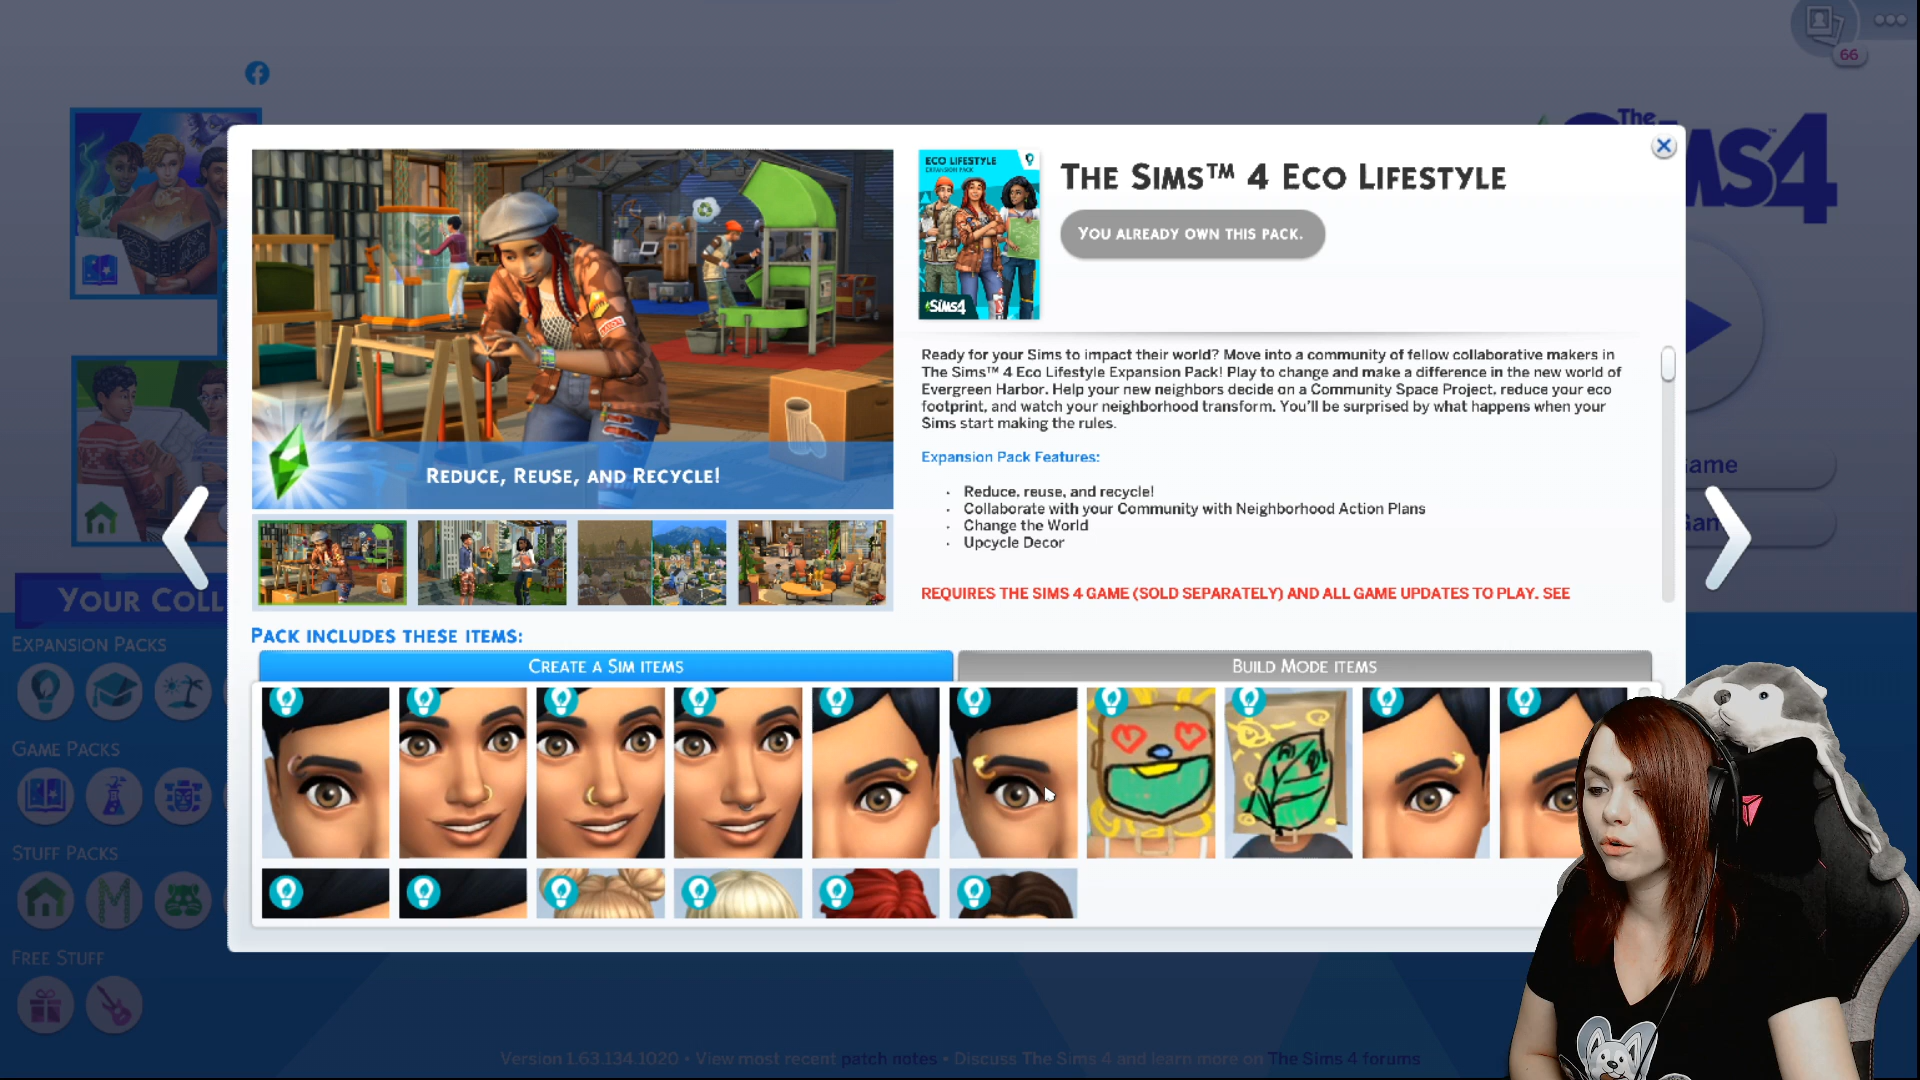 66
The
SIMS4
ECO LIFESTYLE
EXPANSION PACK
SIMS4
THE SIMS™ 4 ECO LIFESTYLE
YOU ALREADY OWN THIS PACK.
REDUCE, REUSE, AND RECYCLE!
Ready for your Sims to impact their world? Move into a community of fellow collaborative makers in
The Sims™ 4 Eco Lifestyle Expansion Pack! Play to change and make a difference in the new world of
Evergreen Harbor. Help your new neighbors decide on a Community Space Project, reduce your eco
footprint, and watch your neighborhood transform. You'll be surprised by what happens when your
Sims start making the rules.
Expansion Pack Features:
· Reduce, reuse, and recycle!
· Collaborate with your Community with Neighborhood Action Plans
· Change the World
· Upcycle Decor
REQUIRES THE SIMS 4 GAME (SOLD SEPARATELY) AND ALL GAME UPDATES TO PLAY. SEE
PACK INCLUDES THESE ITEMS:
CREATE A SIM ITEMS
BUILD MODE ITEMS
YOUR COLL
EXPANSION PACKS
GAME PACKS
STUFF PACKS
FREE STUFF
Version 1.63.134.1020 • View most recent patch notes • Discuss The Sims 4 and learn more on The Sims 4 forums